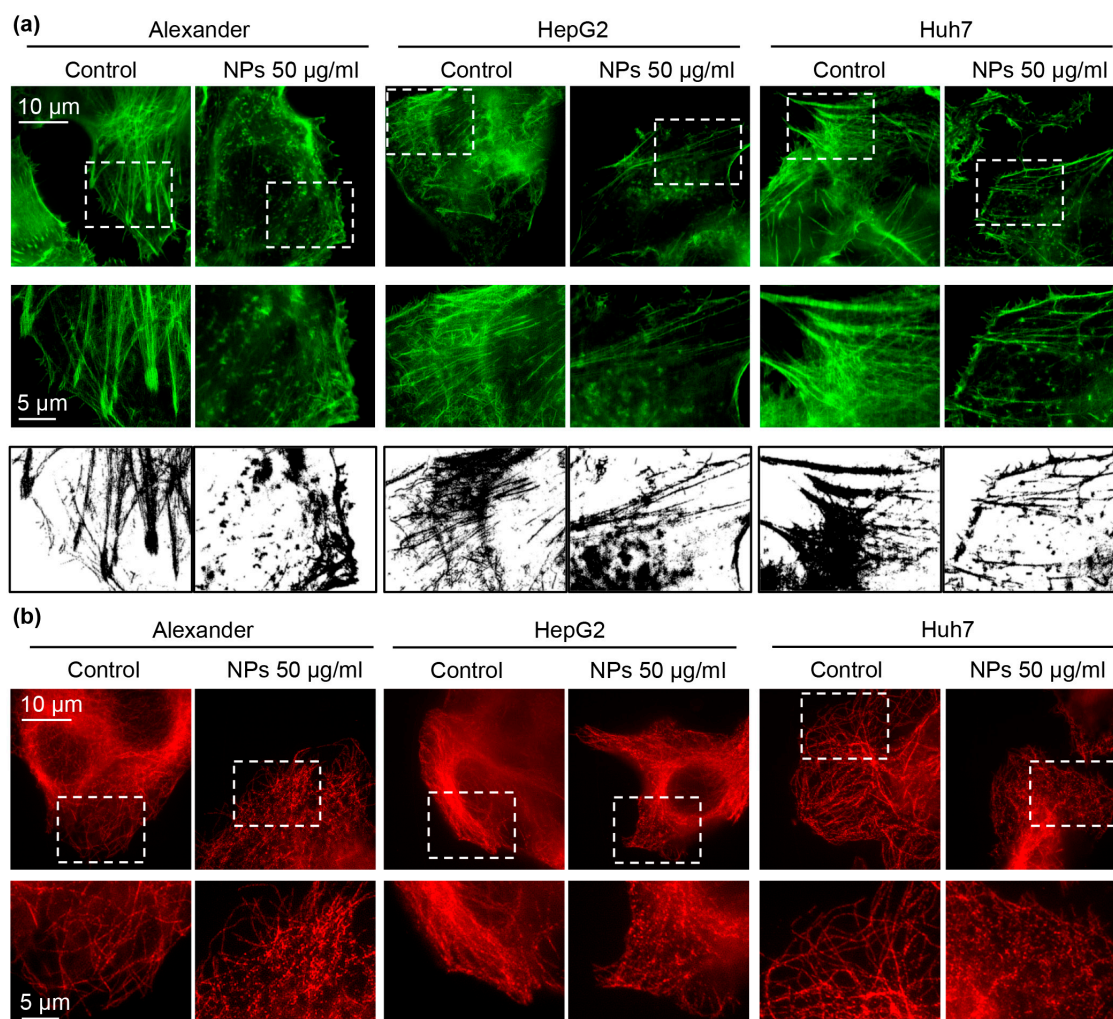 (a)
Alexander HepG2 Huh7
Control NPs 50 µg/ml Control NPs 50 µg/ml Control NPs 50 µg/ml
10 µm
5 µm
(b)
Alexander HepG2 Huh7
Control NPs 50 µg/ml Control NPs 50 µg/ml Control NPs 50 µg/ml
10 µm
5 µm